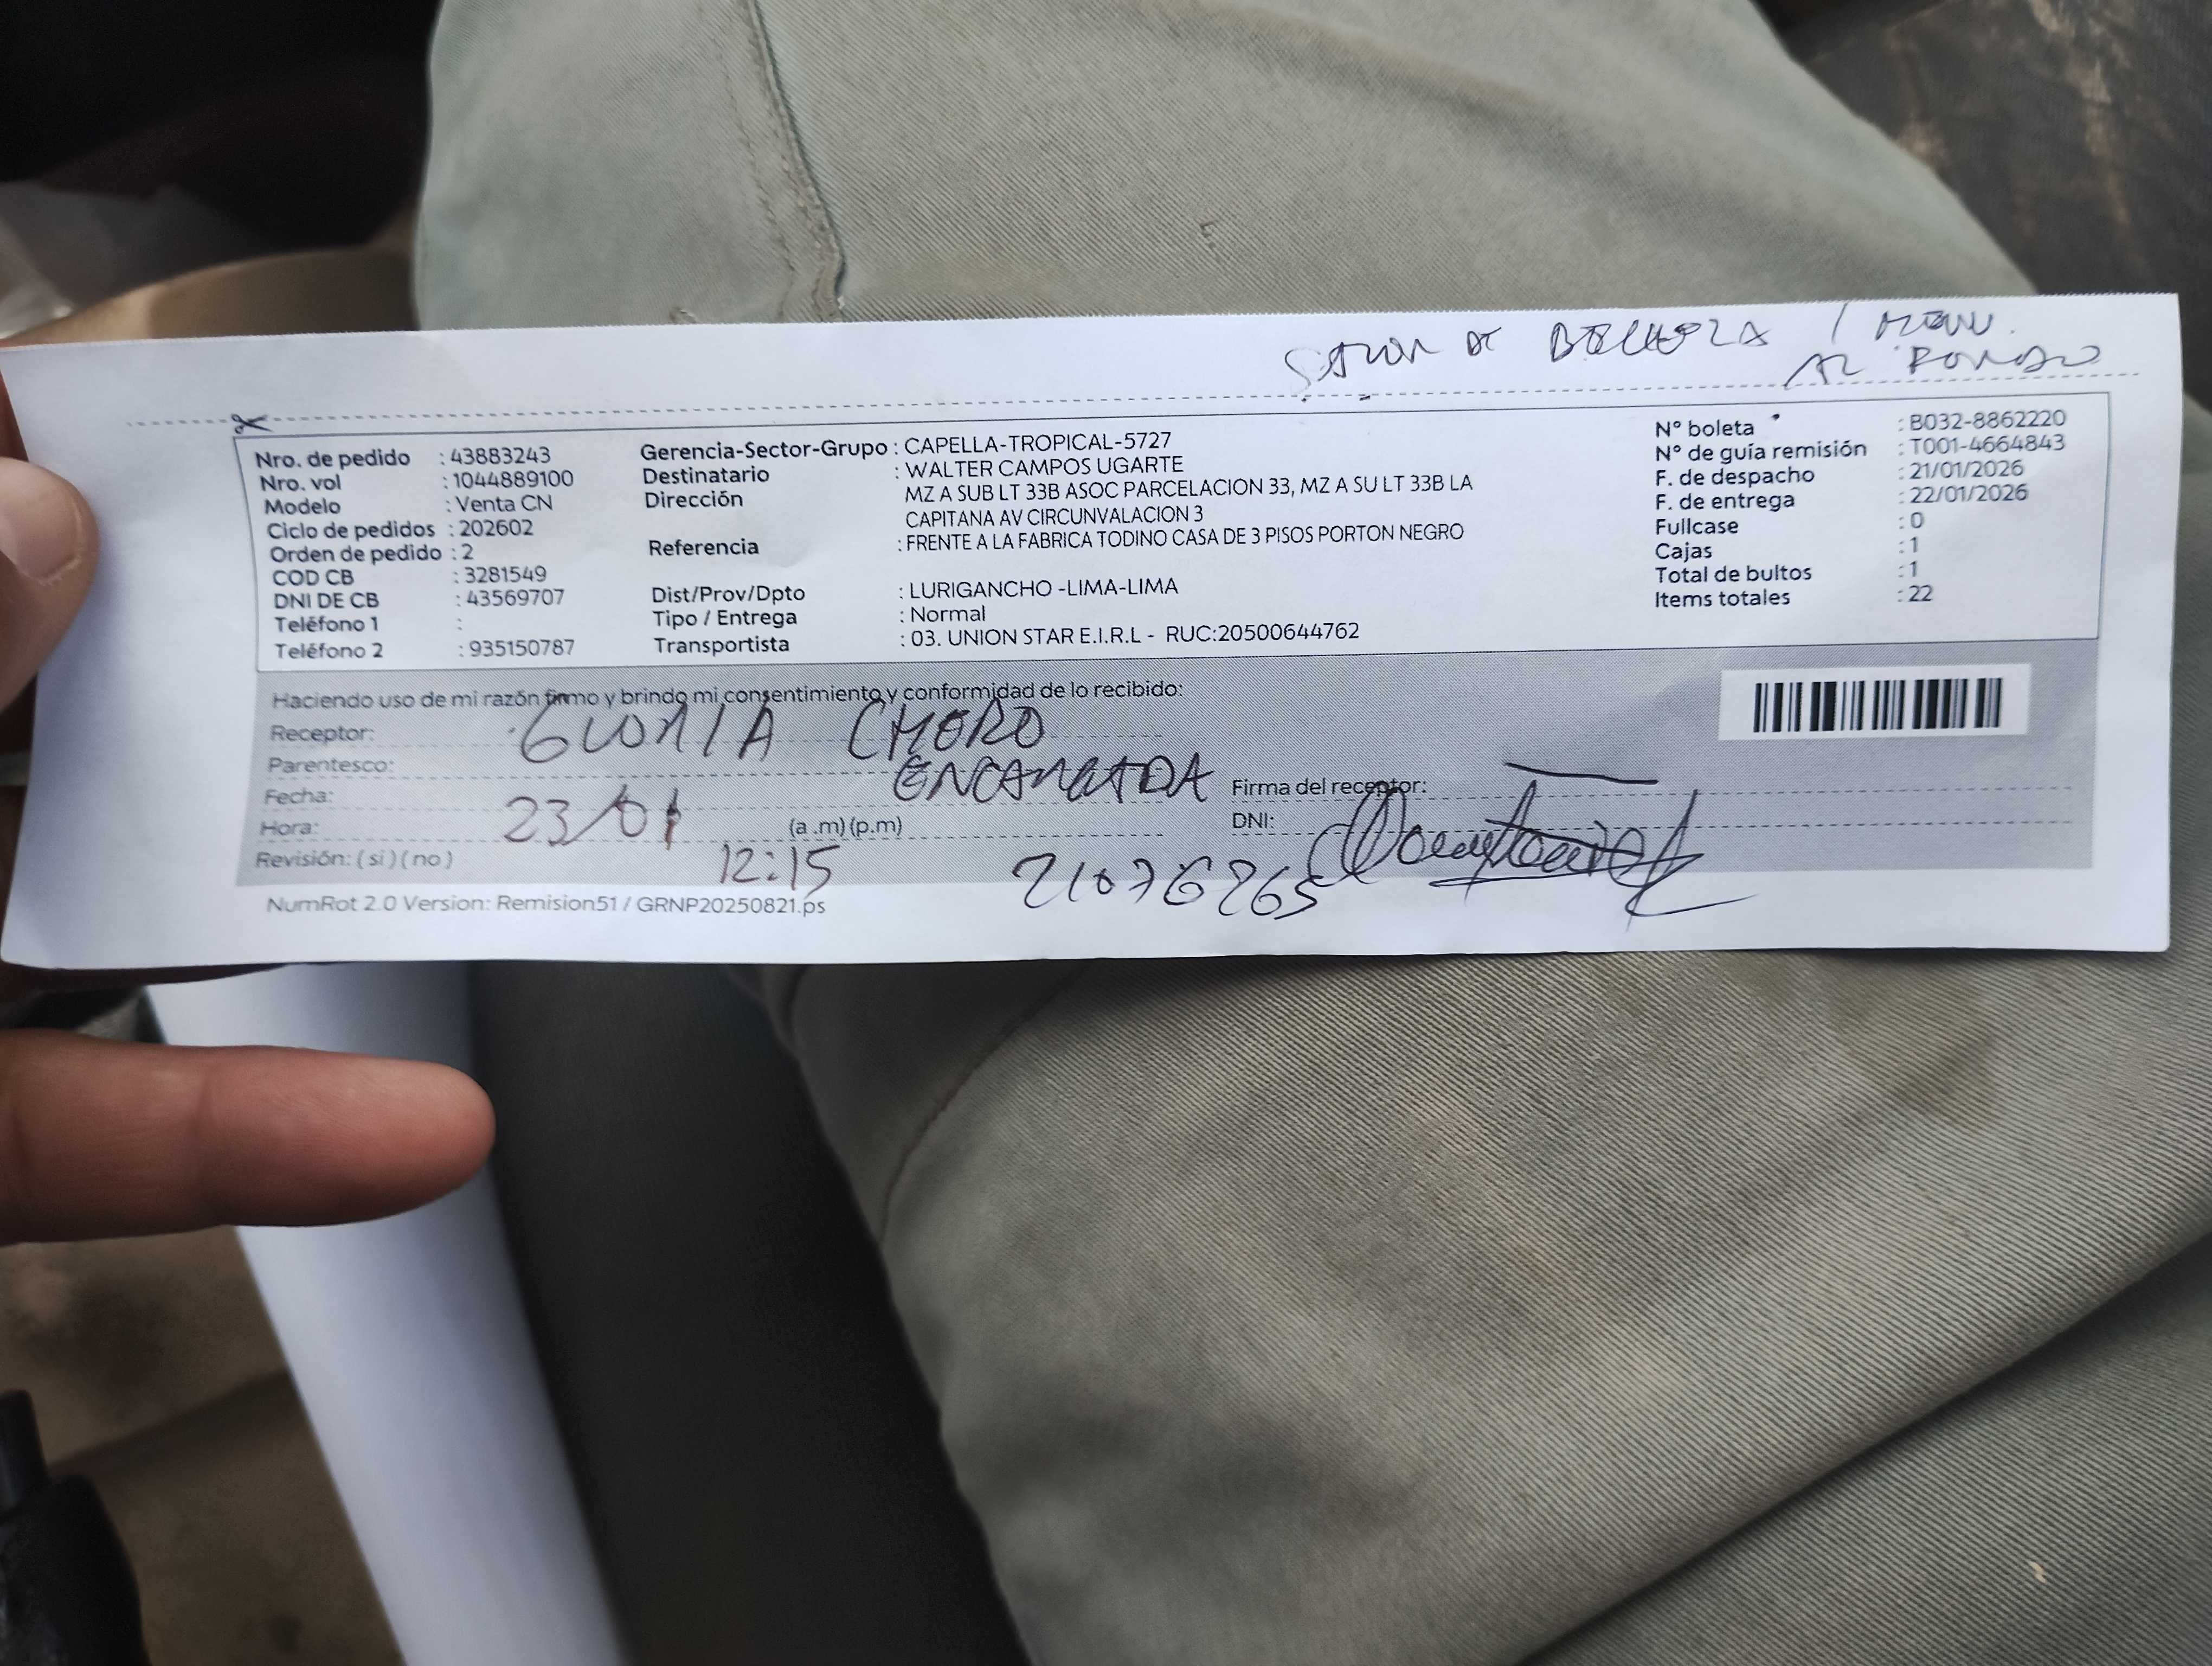 SALON DE BELLEZA /
AL FONDO
Nro. de pedido : 43883243
Nro. vol : 1044889100
Modelo : Venta CN
Ciclo de pedidos : 202602
Orden de pedido : 2
COD CB : 3281549
DNI DE CB : 43569707
Teléfono 1 :
Teléfono 2 : 935150787
Gerencia-Sector-Grupo : CAPELLA-TROPICAL-5727
Destinatario : WALTER CAMPOS UGARTE
Dirección MZ A SUB LT 33B ASOC PARCELACION 33, MZ A SU LT 33B LA
CAPITANA AV CIRCUNVALACION 3
Referencia : FRENTE A LA FABRICA TODINO CASA DE 3 PISOS PORTON NEGRO
Dist/Prov/Dpto : LURIGANCHO -LIMA-LIMA
Tipo / Entrega : Normal
Transportista : 03. UNION STAR E.I.R.L - RUC:20500644762
N° boleta : B032-8862220
N° de guía remisión : T001-4664843
F. de despacho : 21/01/2026
F. de entrega : 22/01/2026
Fullcase : 0
Cajas : 1
Total de bultos : 1
Items totales : 22
Haciendo uso de mi razón firmo y brindo mi consentimiento y conformidad de lo recibido:
Receptor: GLORIA CHERO
Parentesco: ENCARGADA
Fecha: 23/01
Hora: (a .m) (p.m) 12:15
Revisión: ( si ) ( no )
Firma del receptor:
DNI: 21076265
NumRot 2.0 Version: Remision51 / GRNP20250821.ps